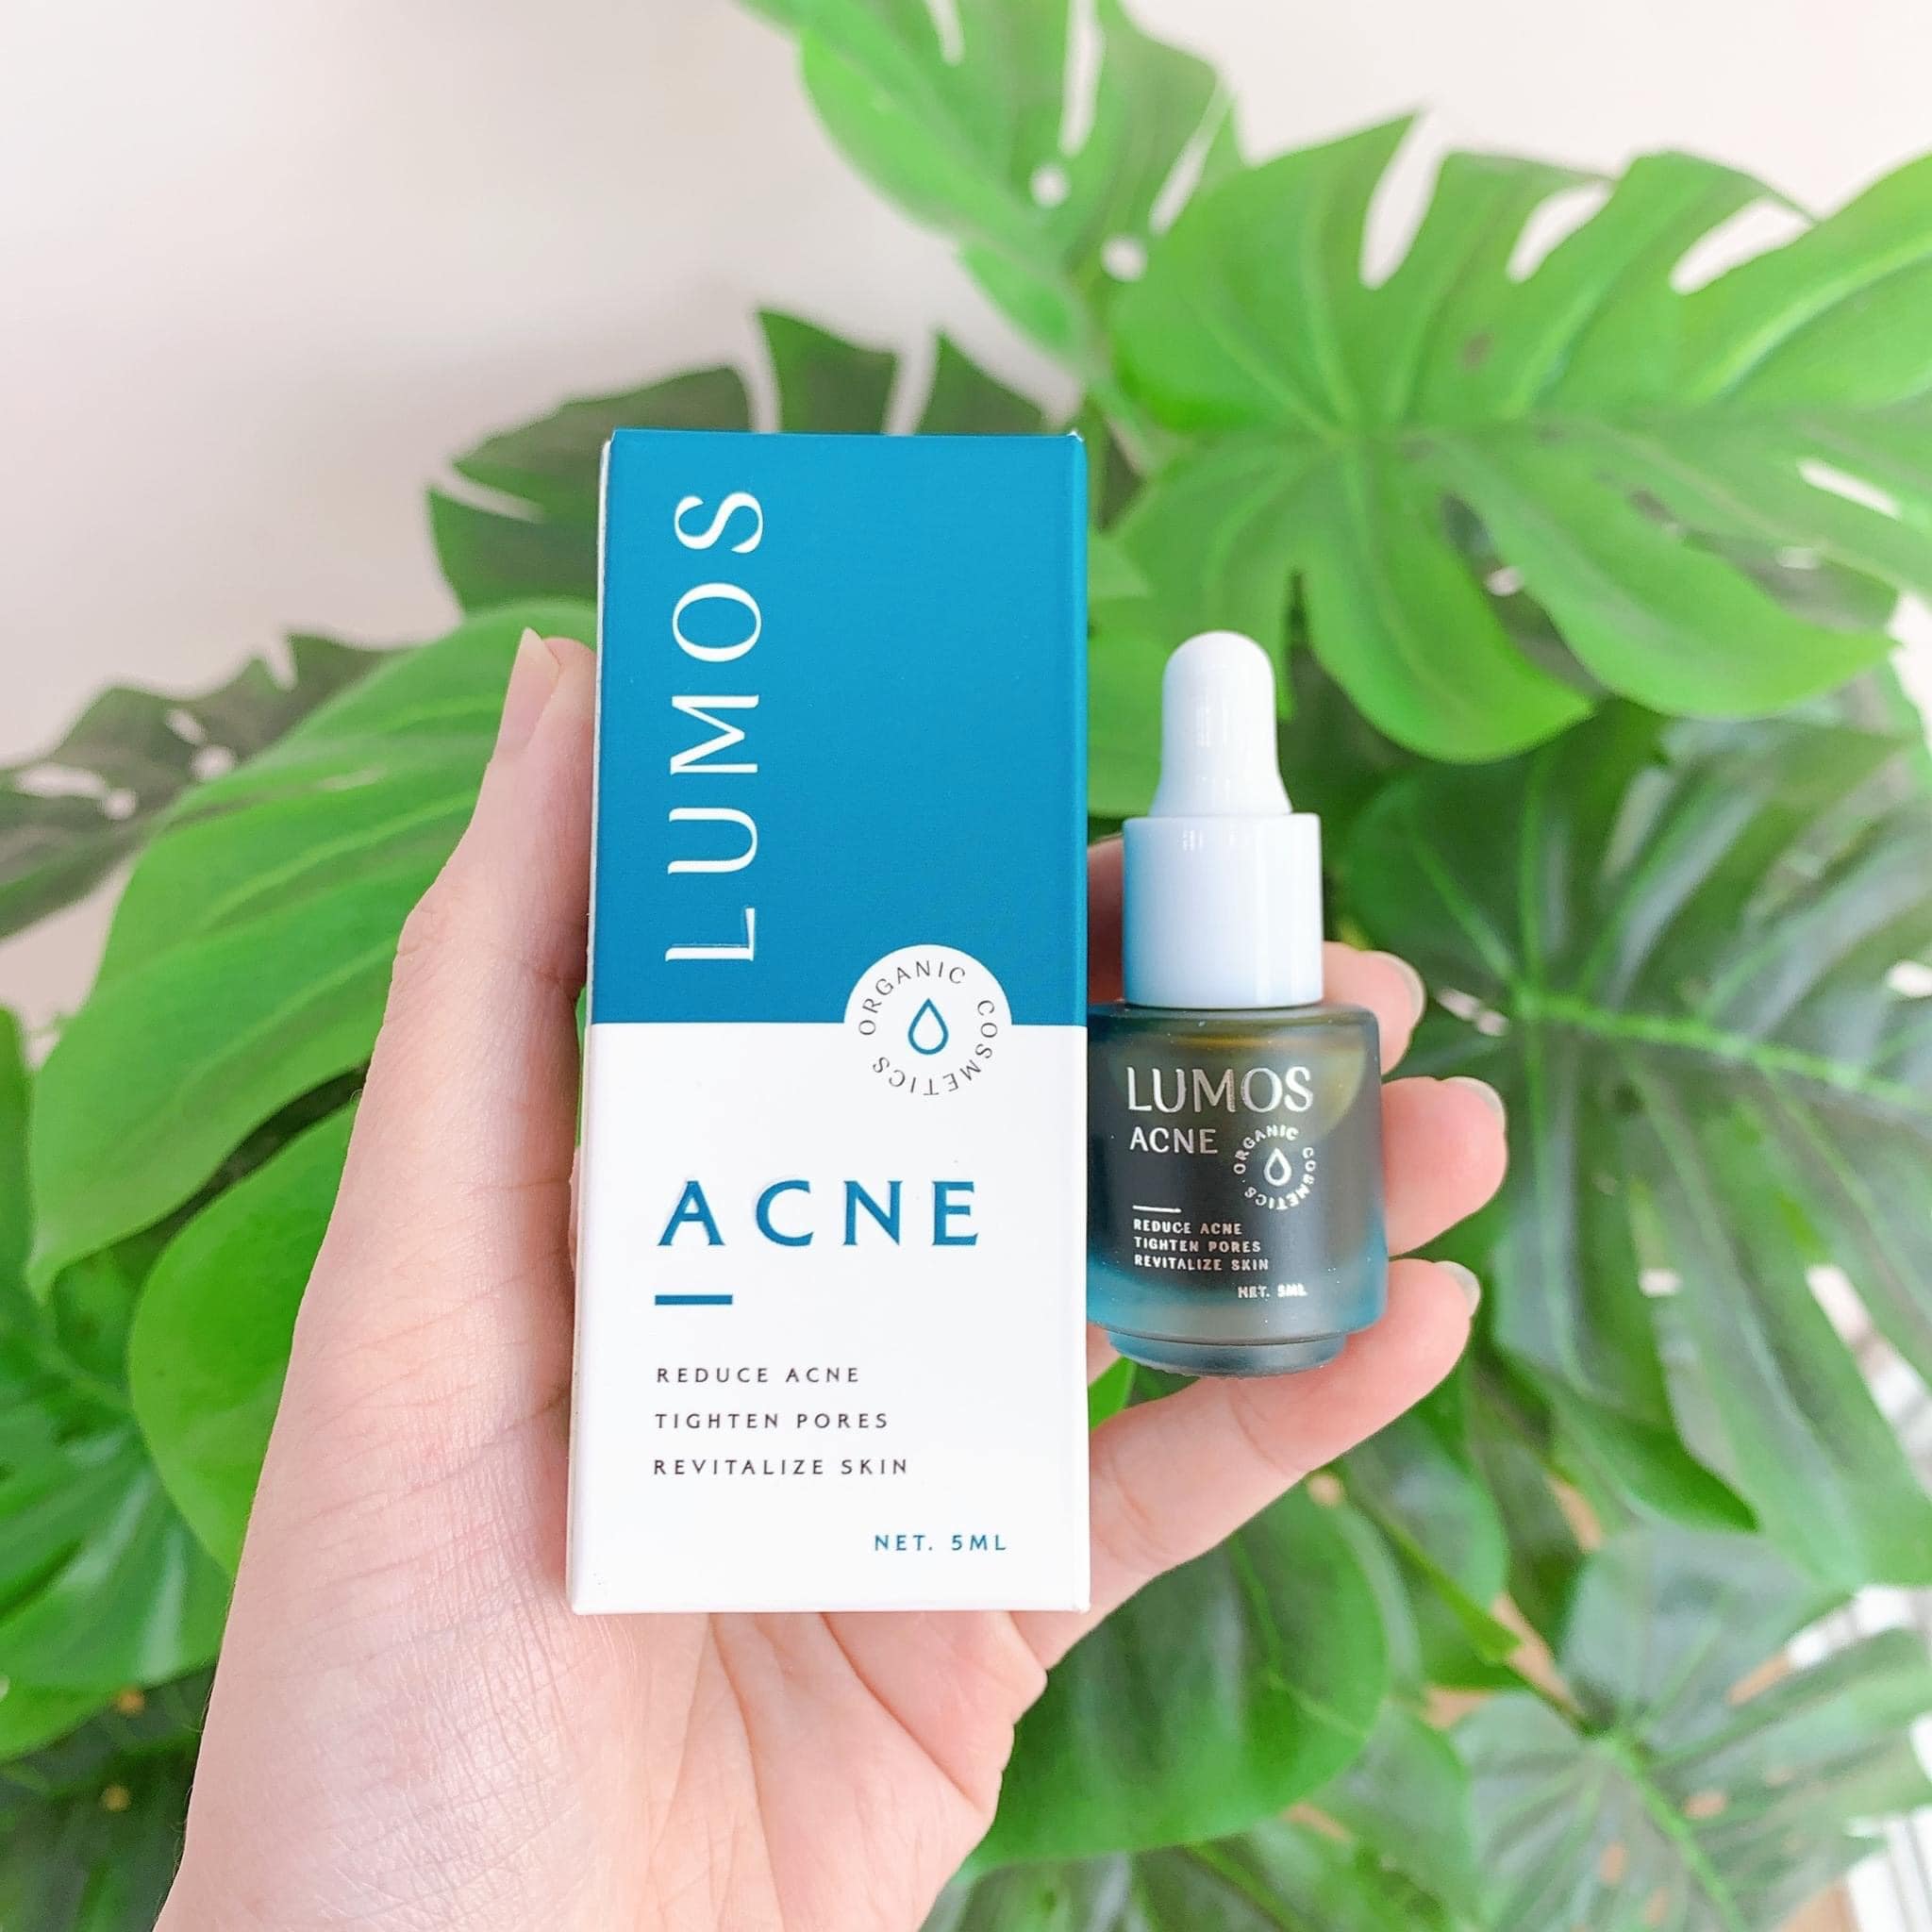 LUMOS
ORGANIC COSMETICS
ACNE
REDUCE ACNE
TIGHTEN PORES
REVITALIZE SKIN
NET. 5ML
LUMOS
ACNE
ORGANIC COSMETICS
REDUCE ACNE
TIGHTEN PORES
REVITALIZE SKIN
NET. 5ML